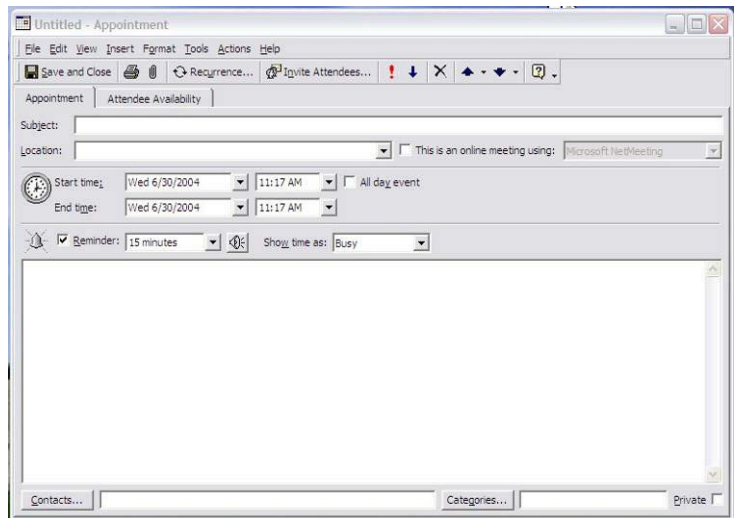 Untitled - Appointment
File Edit View Insert Format Tools Actions Help
Save and Close Recurrence... Invite Attendees...
Appointment Attendee Availability
Subject:
Location: This is an online meeting using: Microsoft NetMeeting
Start time: Wed 6/30/2004 11:17 AM All day event
End time: Wed 6/30/2004 11:17 AM
Reminder: 15 minutes Show time as: Busy
Contacts... Categories... Private